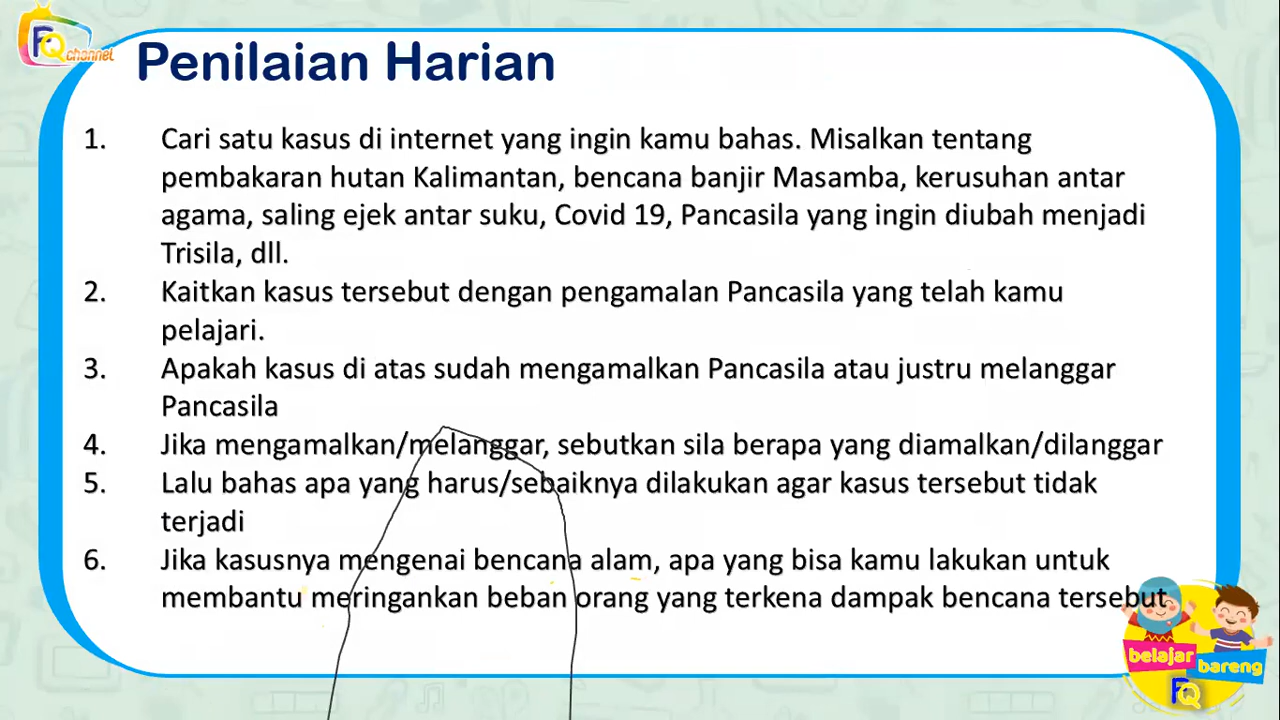 FQ channel
Penilaian Harian
1. Cari satu kasus di internet yang ingin kamu bahas. Misalkan tentang
pembakaran hutan Kalimantan, bencana banjir Masamba, kerusuhan antar
agama, saling ejek antar suku, Covid 19, Pancasila yang ingin diubah menjadi
Trisila, dll.
2. Kaitkan kasus tersebut dengan pengamalan Pancasila yang telah kamu
pelajari.
3. Apakah kasus di atas sudah mengamalkan Pancasila atau justru melanggar
Pancasila
4. Jika mengamalkan/melanggar, sebutkan sila berapa yang diamalkan/dilanggar
5. Lalu bahas apa yang harus/sebaiknya dilakukan agar kasus tersebut tidak
terjadi
6. Jika kasusnya mengenai bencana alam, apa yang bisa kamu lakukan untuk
membantu meringankan beban orang yang terkena dampak bencana tersebut
belajar
bareng
FQ